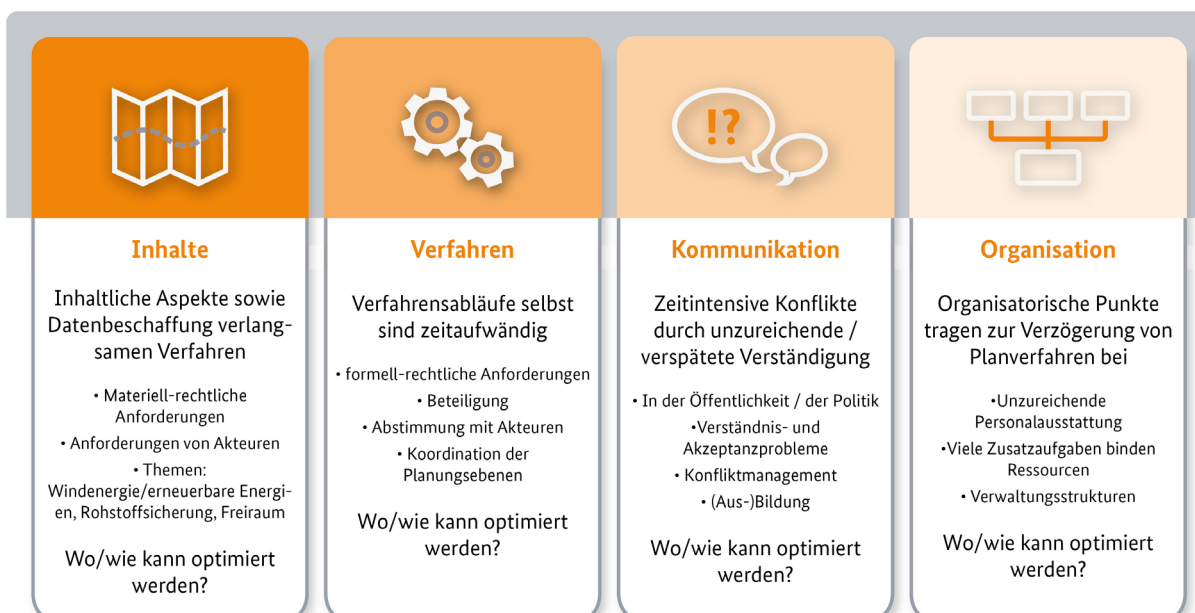 !?
Inhalte
Inhaltliche Aspekte sowie
Datenbeschaffung verlang-
samen Verfahren
• Materiell-rechtliche
Anforderungen
• Anforderungen von Akteuren
• Themen:
Windenergie/erneuerbare Energi-
en, Rohstoffsicherung, Freiraum
Wo/wie kann optimiert
werden?
Verfahren
Verfahrensabläufe selbst
sind zeitaufwändig
• formell-rechtliche Anforderungen
• Beteiligung
• Abstimmung mit Akteuren
• Koordination der
Planungsebenen
Wo/wie kann optimiert
werden?
Kommunikation
Zeitintensive Konflikte
durch unzureichende /
verspätete Verständigung
• In der Öffentlichkeit / der Politik
•Verständnis- und
Akzeptanzprobleme
• Konfliktmanagement
• (Aus-)Bildung
Wo/wie kann optimiert
werden?
Organisation
Organisatorische Punkte
tragen zur Verzögerung von
Planverfahren bei
•Unzureichende
Personalausstattung
•Viele Zusatzaufgaben binden
Ressourcen
• Verwaltungsstrukturen
Wo/wie kann optimiert
werden?